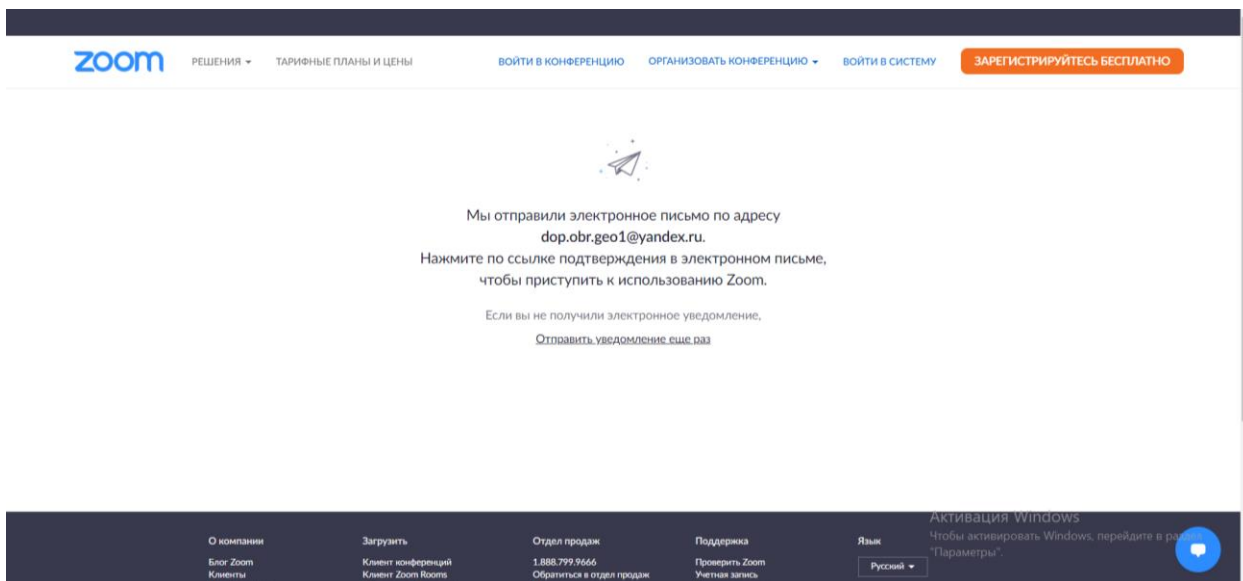 zoom РЕШЕНИЯ ТАРИФНЫЕ ПЛАНЫ И ЦЕНЫ ВОЙТИ В КОНФЕРЕНЦИЮ ОРГАНИЗОВАТЬ КОНФЕРЕНЦИЮ ВОЙТИ В СИСТЕМУ ЗАРЕГИСТРИРУЙТЕСЬ БЕСПЛАТНО
Мы отправили электронное письмо по адресу
dop.obr.geo1@yandex.ru.
Нажмите по ссылке подтверждения в электронном письме,
чтобы приступить к использованию Zoom.
Если вы не получили электронное уведомление,
Отправить уведомление еще раз
О компании
Блог Zoom
Клиенты
Загрузить
Клиент конференций
Клиент Zoom Rooms
Отдел продаж
1.888.799.9666
Обратиться в отдел продаж
Поддержка
Проверить Zoom
Учетная запись
Язык
Русский
Активация Windows
Чтобы активировать Windows, перейдите в раздел
"Параметры".